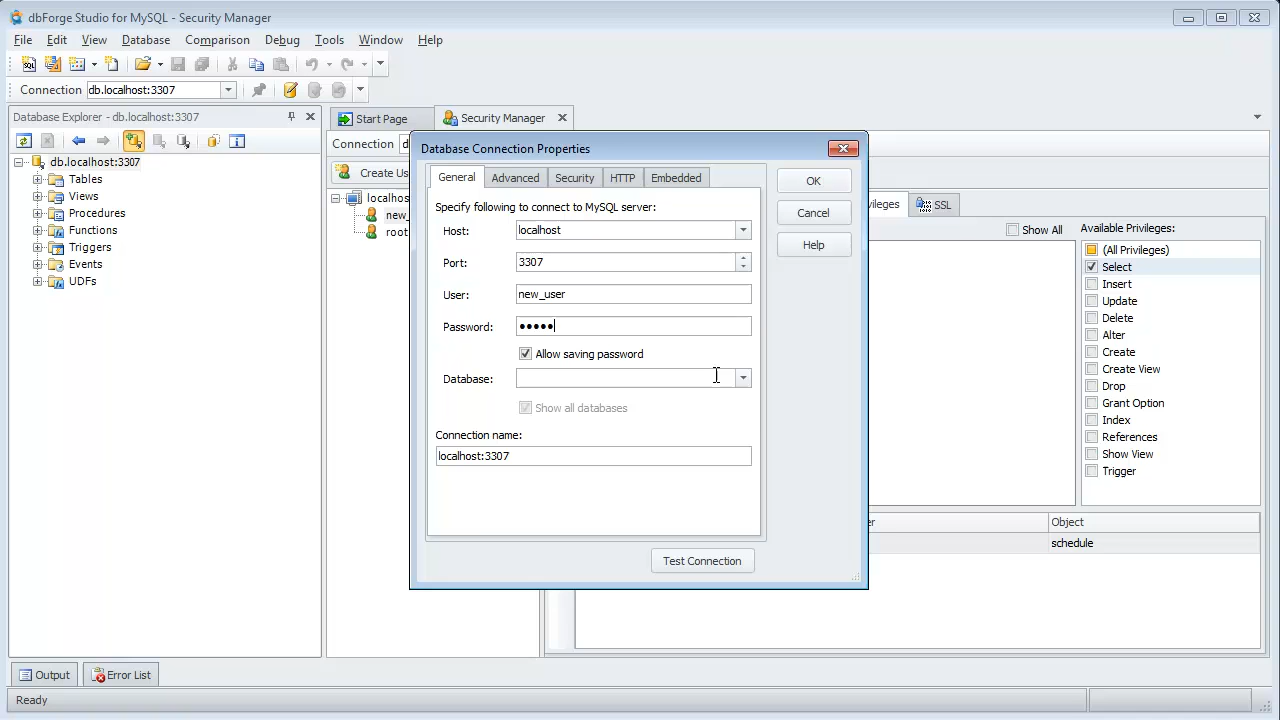 dbForge Studio for MySQL - Security Manager
File Edit View Database Comparison Debug Tools Window Help
Connection db.localhost:3307
Database Explorer - db.localhost:3307
db.localhost:3307
Tables
Views
Procedures
Functions
Triggers
Events
UDFs
Start Page
Security Manager
Connection
Create Us
localhos
new_
root
Database Connection Properties
General Advanced Security HTTP Embedded
Specify following to connect to MySQL server:
Host: localhost
Port: 3307
User: new_user
Password: ●●●●●
Allow saving password
Database:
Show all databases
Connection name:
localhost:3307
Test Connection
OK
Cancel
Help
vileges
SSL
Show All
Available Privileges:
(All Privileges)
Select
Insert
Update
Delete
Alter
Create
Create View
Drop
Grant Option
Index
References
Show View
Trigger
er Object
schedule
Output Error List
Ready